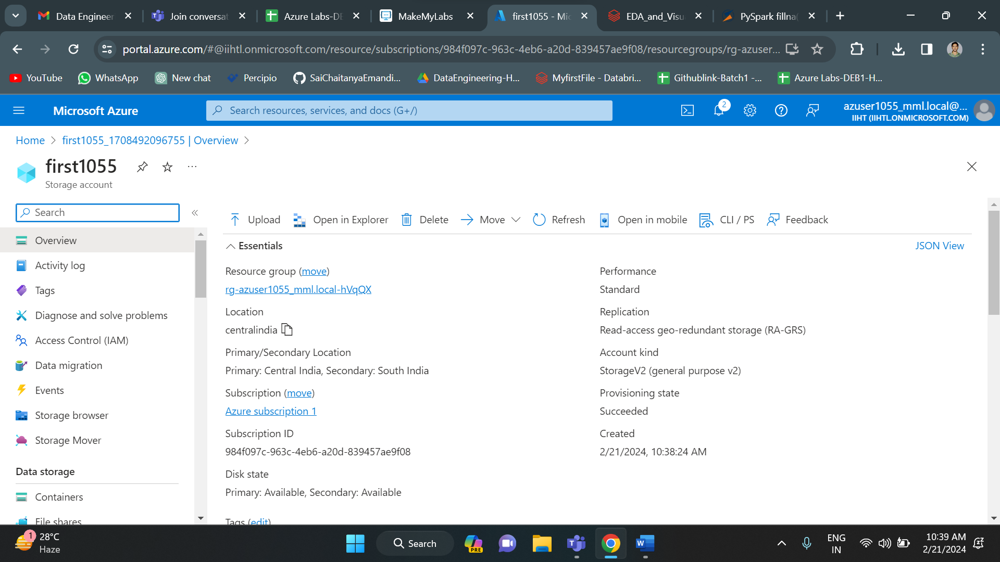 Data Engineer
Join conversat
Azure Labs-DE
MakeMyLabs
first1055 - Mic
EDA_and_Visu
PySpark fillna(
portal.azure.com/#@iihtl.onmicrosoft.com/resource/subscriptions/984f097c-963c-4eb6-a20d-839457ae9f08/resourcegroups/rg-azuser...
YouTube
WhatsApp
New chat
Percipio
SaiChaitanyaEmandi...
DataEngineering-H...
MyfirstFile - Databri...
Githublink-Batch1 -...
Azure Labs-DEB1-H...
Microsoft Azure
Search resources, services, and docs (G+/)
2
azuser1055_mml.local@...
IIHT (IIHTL.ONMICROSOFT.COM)
Home > first1055_1708492096755 | Overview >
first1055
...
Storage account
Search
«
Upload
Open in Explorer
Delete
Move
Refresh
Open in mobile
CLI / PS
Feedback
Overview
Activity log
Tags
Diagnose and solve problems
Access Control (IAM)
Data migration
Events
Storage browser
Storage Mover
Data storage
Containers
File shares
Essentials
JSON View
Resource group (move)
rg-azuser1055_mml.local-hVqQX
Location
centralindia
Primary/Secondary Location
Primary: Central India, Secondary: South India
Subscription (move)
Azure subscription 1
Subscription ID
984f097c-963c-4eb6-a20d-839457ae9f08
Disk state
Primary: Available, Secondary: Available
Tags (edit)
Performance
Standard
Replication
Read-access geo-redundant storage (RA-GRS)
Account kind
StorageV2 (general purpose v2)
Provisioning state
Succeeded
Created
2/21/2024, 10:38:24 AM
1
28°C
Haze
Search
PRE
ENG
IN
10:39 AM
2/21/2024